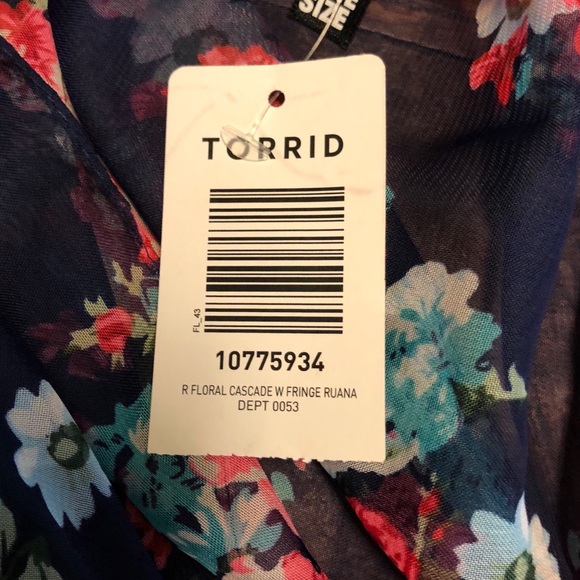 SIZE
TORRID
FL_43
10775934
R FLORAL CASCADE W FRINGE RUANA
DEPT 0053